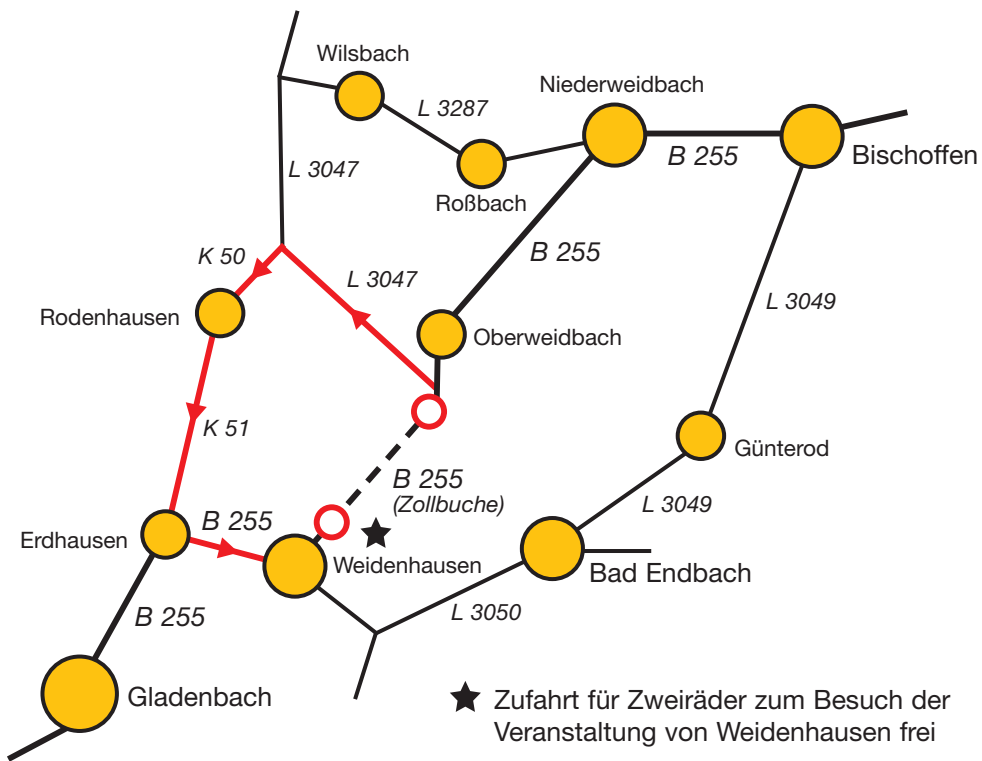 Wilsbach
Niederweidbach
L 3287
B 255
Bischoffen
L 3047
Roßbach
K 50
L 3047
B 255
L 3049
Rodenhausen
Oberweidbach
K 51
Günterod
B 255
(Zollbuche)
L 3049
Erdhausen
B 255
Weidenhausen
Bad Endbach
B 255
L 3050
Gladenbach
Zufahrt für Zweiräder zum Besuch der
Veranstaltung von Weidenhausen frei